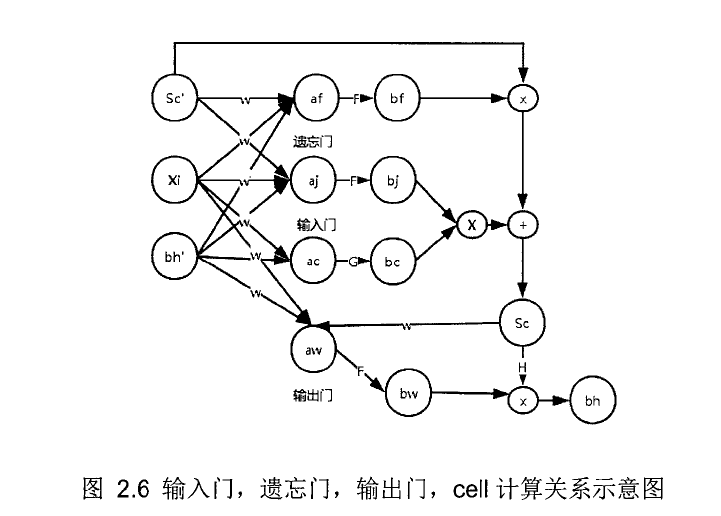 Sc' w af F bf x
w
遗忘门
Xi w aj F bj
w 输入门 X +
bh' w ac G bc
w
Sc
w
aw
F H
输出门 bw x bh
图 2.6 输入门，遗忘门，输出门，cell 计算关系示意图